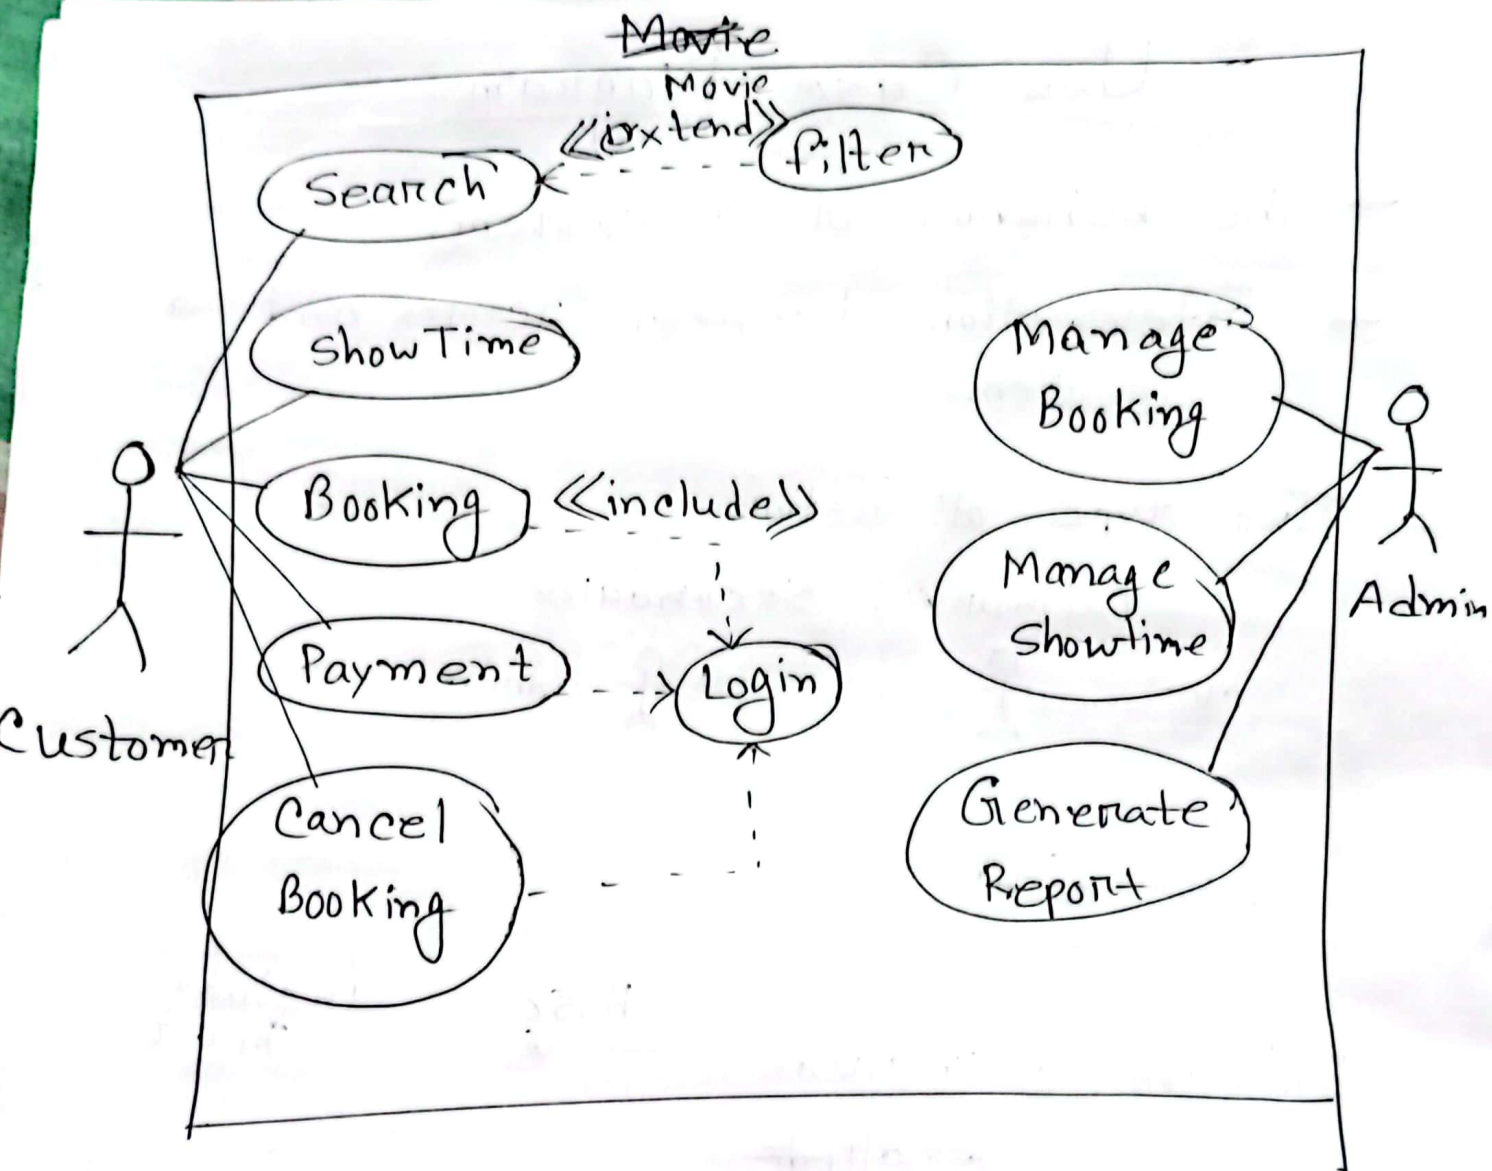 Movie
Movie
<<extend>>
filter
Search
ShowTime
Manage
Booking
Booking
<<include>>
Manage
Showtime
Admin
Payment
Login
Customer
Cancel
Booking
Generate
Report